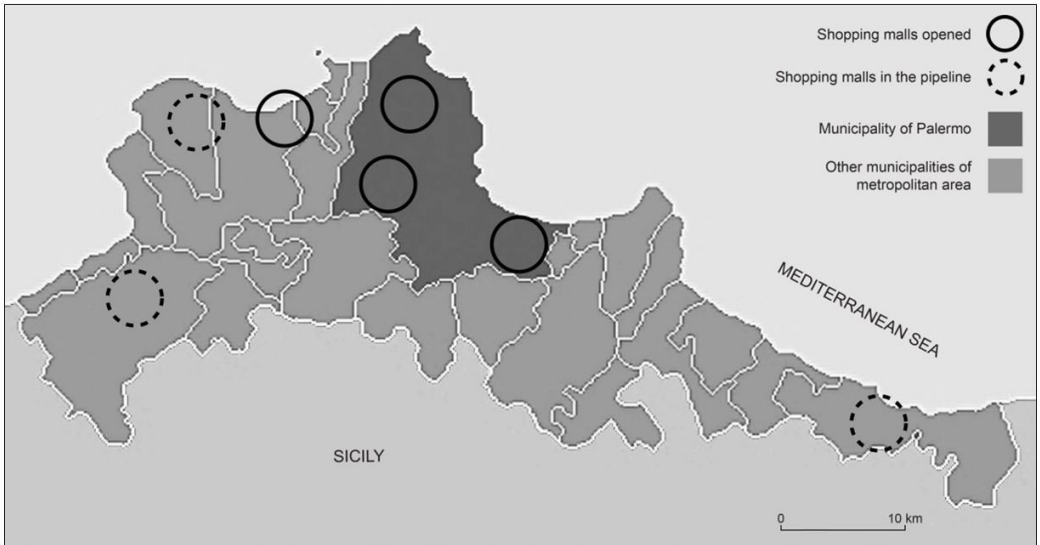 Shopping malls opened
Shopping malls in the pipeline
Municipality of Palermo
Other municipalities of
metropolitan area
MEDITERRANEAN SEA
SICILY
0
10 km